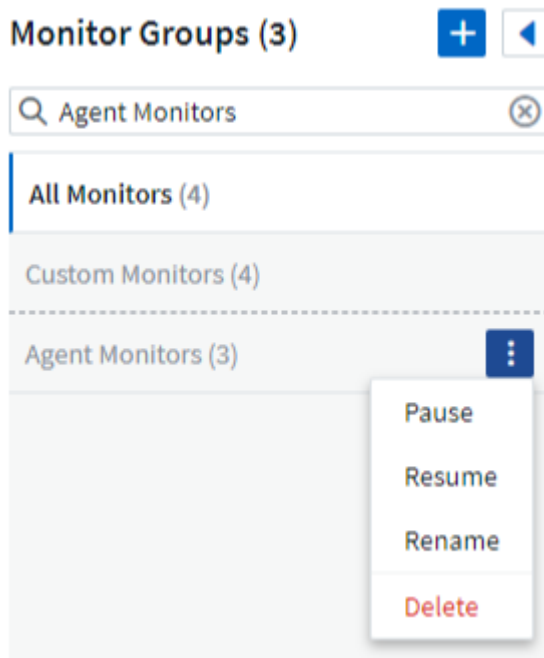 Monitor Groups (3)
Agent Monitors
All Monitors (4)
Custom Monitors (4)
Agent Monitors (3)
Pause
Resume
Rename
Delete